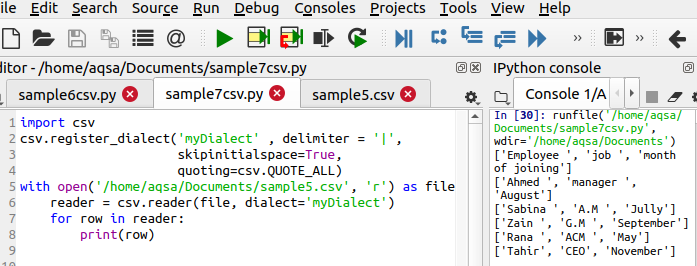 ile Edit Search Source Run Debug Consoles Projects Tools View Help
ditor - /home/aqsa/Documents/sample7csv.py
IPython console
sample6csv.py
sample7csv.py
sample5.csv
Console 1/A
1 import csv
2 csv.register_dialect('myDialect' , delimiter = '|',
3 skipinitialspace=True,
4 quoting=csv.QUOTE_ALL)
5 with open('/home/aqsa/Documents/sample5.csv', 'r') as file
6 reader = csv.reader(file, dialect='myDialect')
7 for row in reader:
8 print(row)
9
10
In [30]: runfile('/home/aqsa/
Documents/sample7csv.py',
wdir='/home/aqsa/Documents')
['Employee ', 'job ', 'month
of joining']
['Ahmed ', 'manager ',
'August']
['Sabina ', 'A.M ', 'Jully']
['Zain ', 'G.M ', 'September']
['Rana ', 'ACM ', 'May']
['Tahir', 'CEO', 'November']